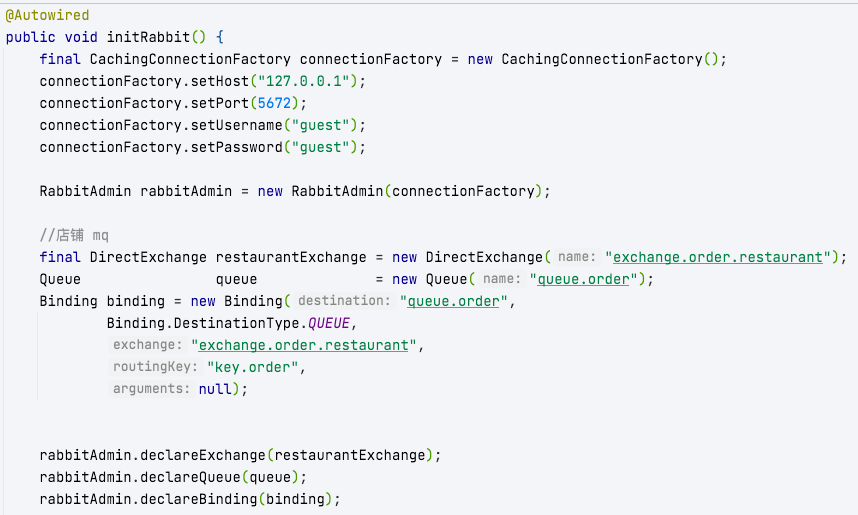 @Autowired
public void initRabbit() {
    final CachingConnectionFactory connectionFactory = new CachingConnectionFactory();
    connectionFactory.setHost("127.0.0.1");
    connectionFactory.setPort(5672);
    connectionFactory.setUsername("guest");
    connectionFactory.setPassword("guest");
    RabbitAdmin rabbitAdmin = new RabbitAdmin(connectionFactory);
    //店铺 mq
    final DirectExchange restaurantExchange = new DirectExchange( name: "exchange.order.restaurant");
    Queue                queue              = new Queue( name: "queue.order");
    Binding binding = new Binding( destination: "queue.order",
            Binding.DestinationType.QUEUE,
            exchange: "exchange.order.restaurant",
            routingKey: "key.order",
            arguments: null);
    rabbitAdmin.declareExchange(restaurantExchange);
    rabbitAdmin.declareQueue(queue);
    rabbitAdmin.declareBinding(binding);